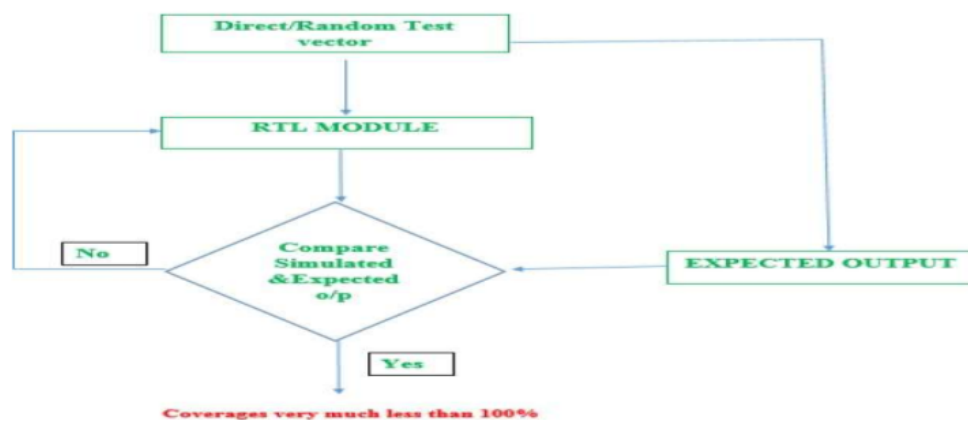 Direct/Random Test
vector
RTL MODULE
Compare
Simulated
&Expected
o/p
No
EXPECTED OUTPUT
Yes
Coverages very much less than 100%